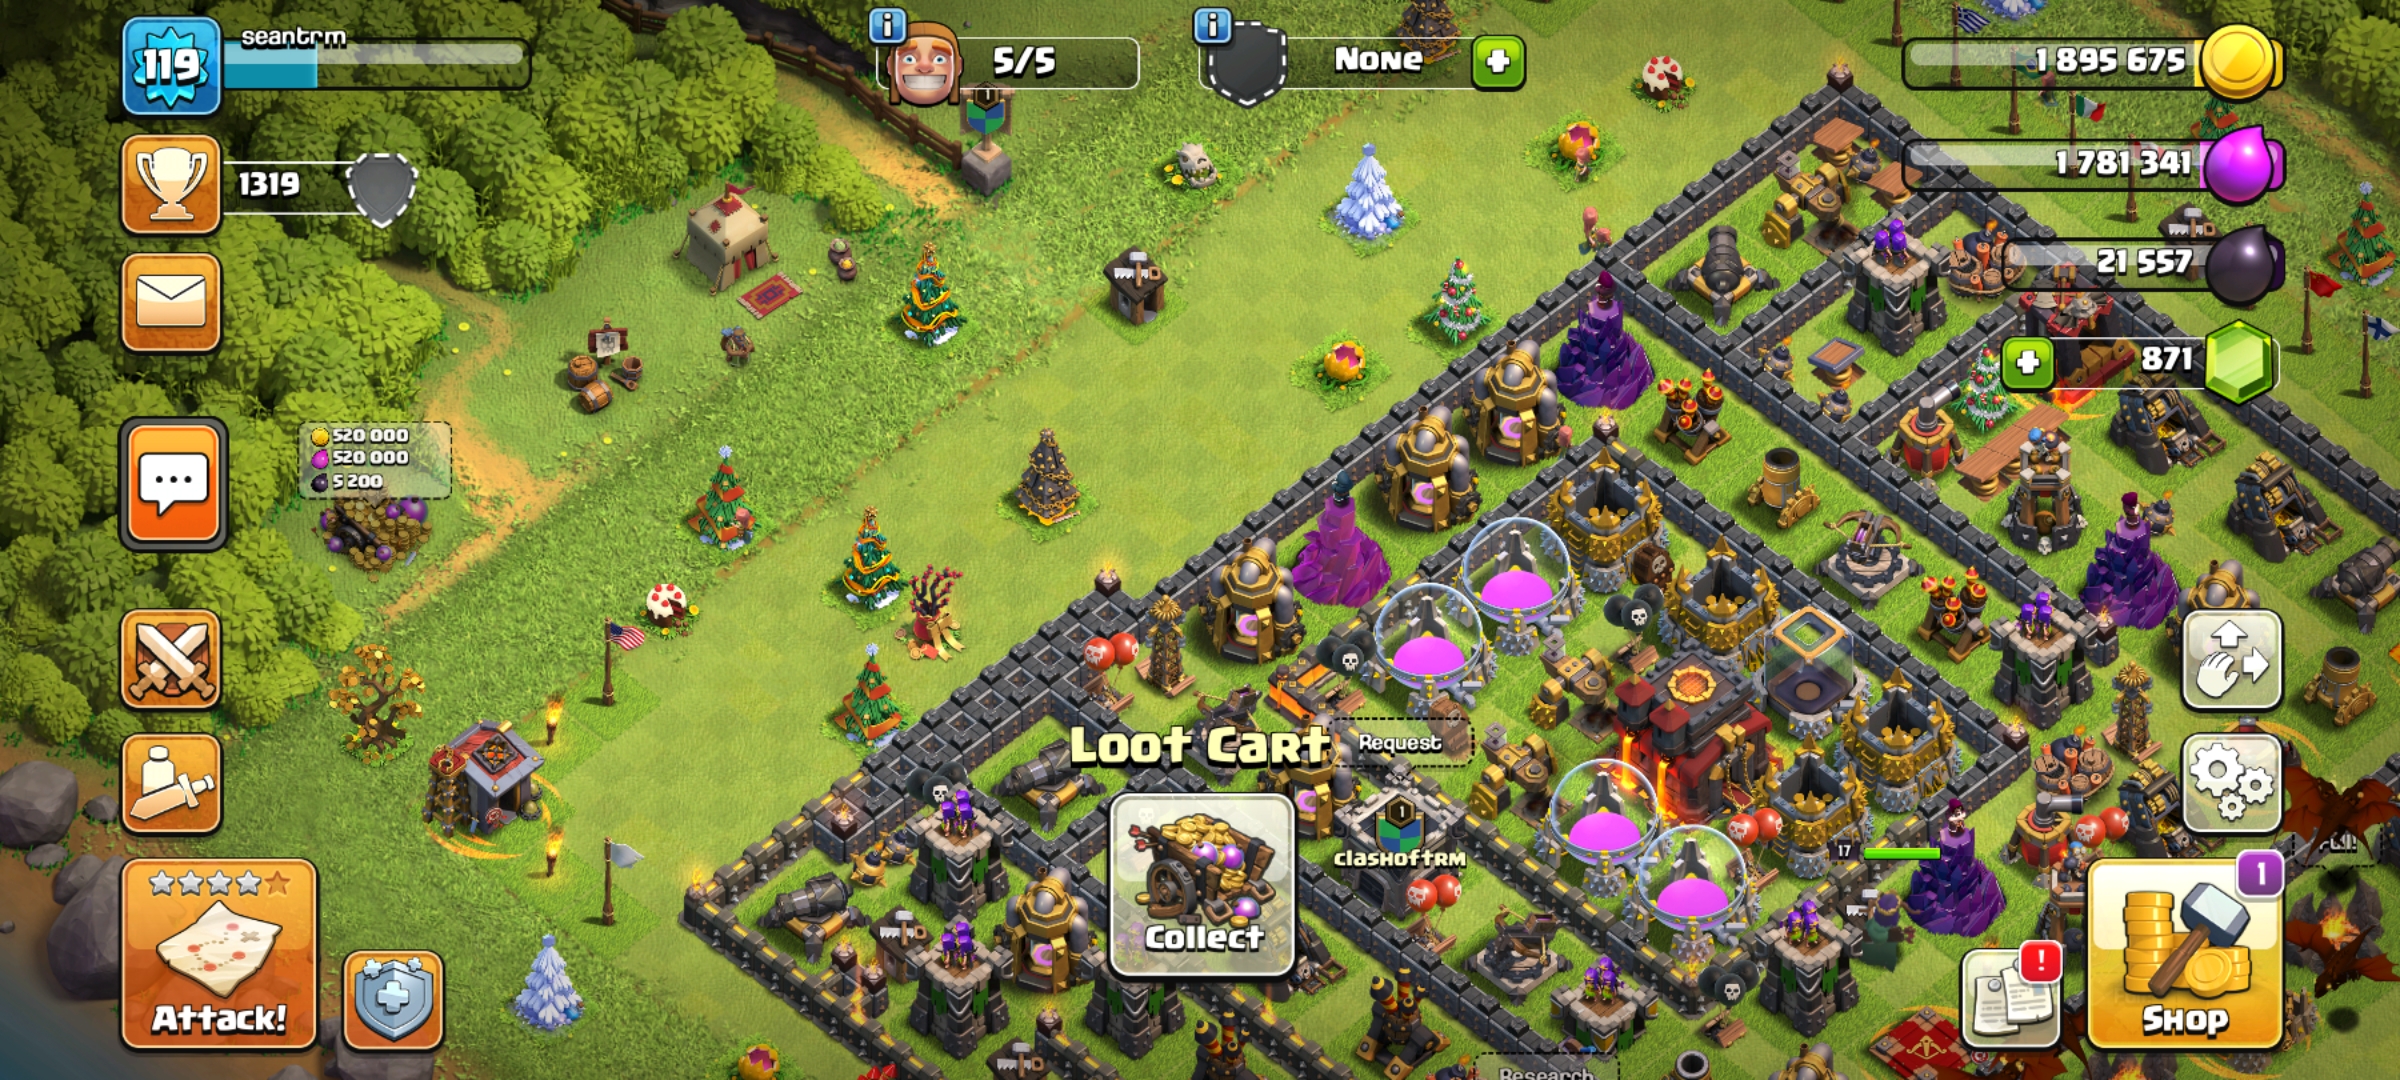 119
seantrm
5/5
None
1 895 675
1319
1 781 341
21 557
871
520 000
520 000
5 200
Loot Cart
Request
1
clashoftrm
17
Collect
Attack!
1
Shop
!
Research